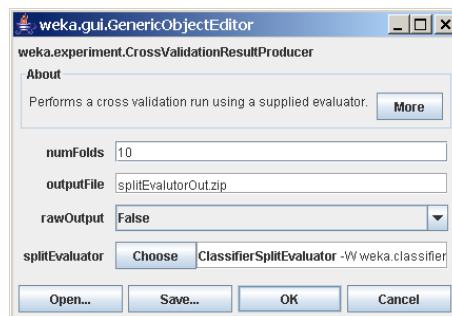 weka.gui.GenericObjectEditor
weka.experiment.CrossValidationResultProducer
About
Performs a cross validation run using a supplied evaluator. More
numFolds 10
outputFile splitEvalutorOut.zip
rawOutput False
splitEvaluator Choose ClassifierSplitEvaluator -W weka.classifier
Open... Save... OK Cancel